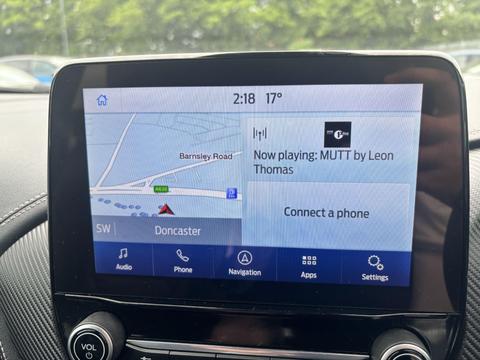 2:18 17°
Barnsley Road
A635
SW
Doncaster
Now playing: MUTT by Leon
Thomas
Connect a phone
Audio
Phone
Navigation
Apps
Settings
VOL